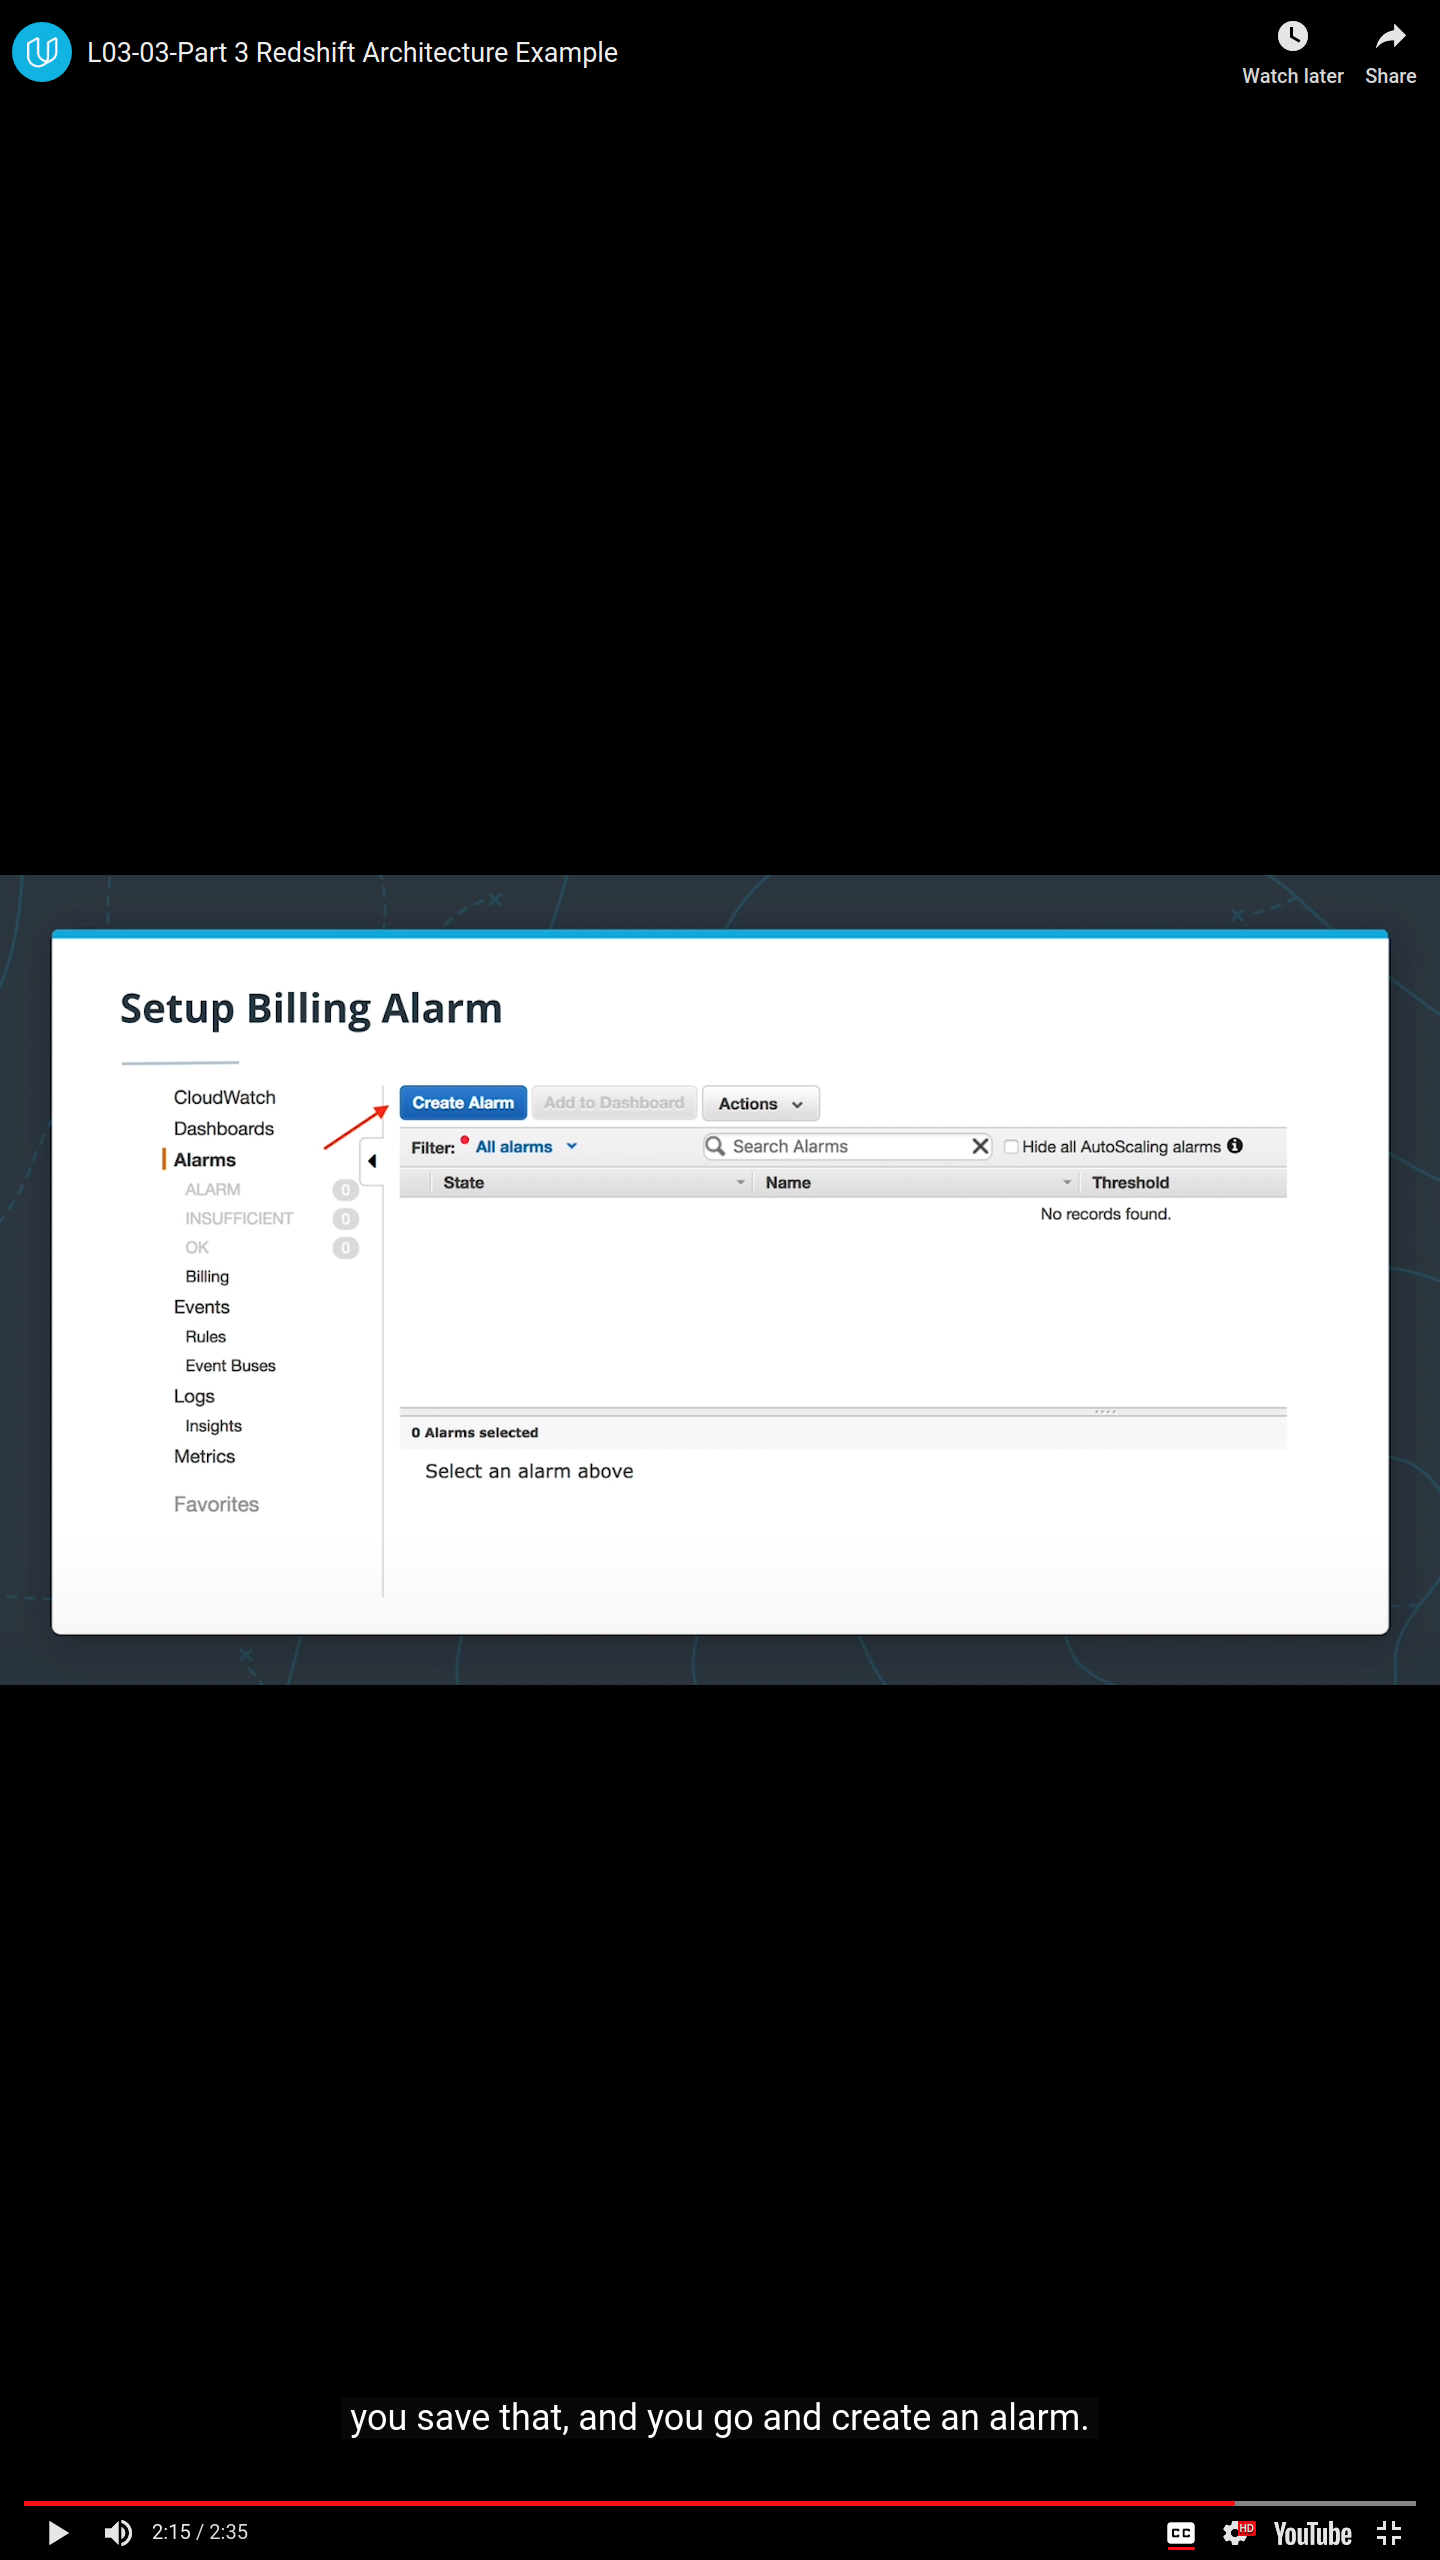 L03-03-Part 3 Redshift Architecture Example
Watch later
Share
Setup Billing Alarm
CloudWatch
Dashboards
Alarms
ALARM 0
INSUFFICIENT 0
OK 0
Billing
Events
Rules
Event Buses
Logs
Insights
Metrics
Favorites
Create Alarm Add to Dashboard Actions
Filter: All alarms Search Alarms Hide all AutoScaling alarms
State Name Threshold
No records found.
0 Alarms selected
Select an alarm above
you save that, and you go and create an alarm.
2:15 / 2:35
CC HD YouTube